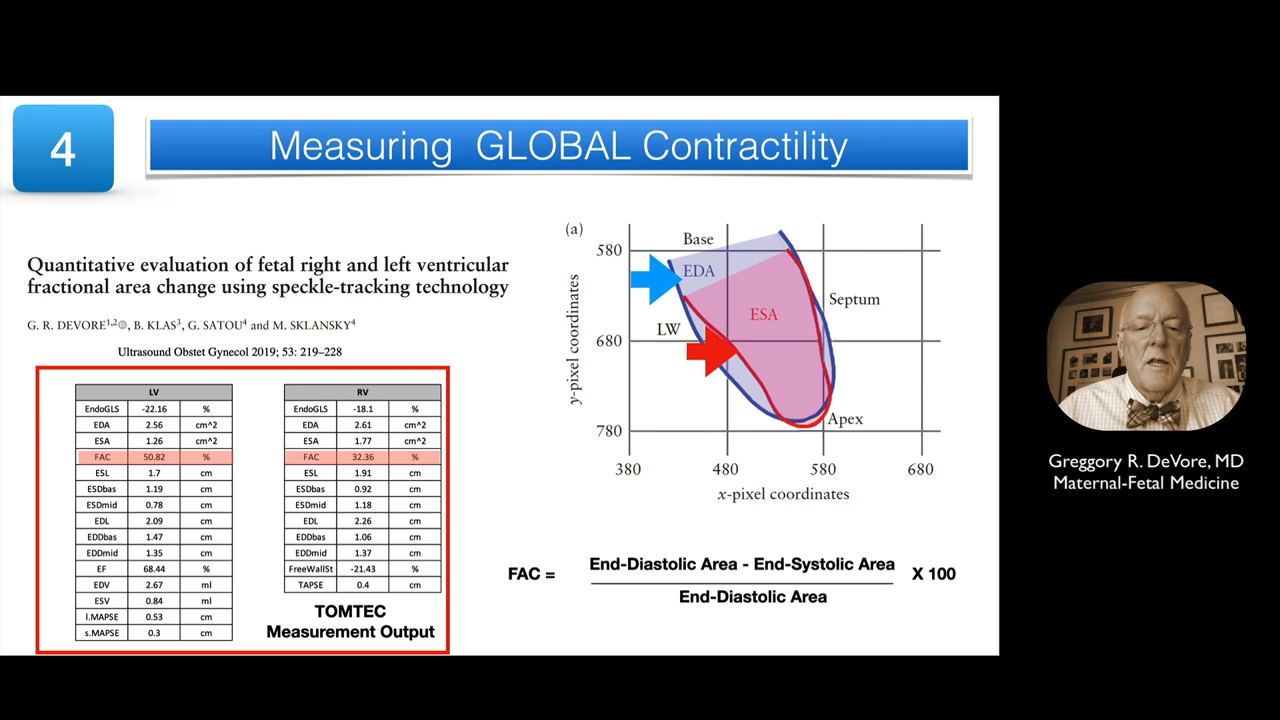 4
Measuring GLOBAL Contractility
Quantitative evaluation of fetal right and left ventricular
fractional area change using speckle-tracking technology
G. R. DEVORE1,2, B. KLAS3, G. SATOU4 and M. SKLANSKY4
Ultrasound Obstet Gynecol 2019; 53: 219–228
LV
EndoGLS -22.16 %
EDA 2.56 cm^2
ESA 1.26 cm^2
FAC 50.82 %
ESL 1.7 cm
ESDbas 1.19 cm
ESDmid 0.78 cm
EDL 2.09 cm
EDDbas 1.47 cm
EDDmid 1.35 cm
EF 68.44 %
EDV 2.67 ml
ESV 0.84 ml
l.MAPSE 0.53 cm
s.MAPSE 0.3 cm
RV
EndoGLS -18.1 %
EDA 2.61 cm^2
ESA 1.77 cm^2
FAC 32.36 %
ESL 1.91 cm
ESDbas 0.92 cm
ESDmid 1.18 cm
EDL 2.26 cm
EDDbas 1.06 cm
EDDmid 1.37 cm
FreeWallSt -21.43 %
TAPSE 0.4 cm
TOMTEC
Measurement Output
(a)
Base
580
EDA
Septum
ESA
LW
680
y-pixel coordinates
Apex
780
380 480 580 680
x-pixel coordinates
End-Diastolic Area - End-Systolic Area
FAC = X 100
End-Diastolic Area
Greggory R. DeVore, MD
Maternal-Fetal Medicine